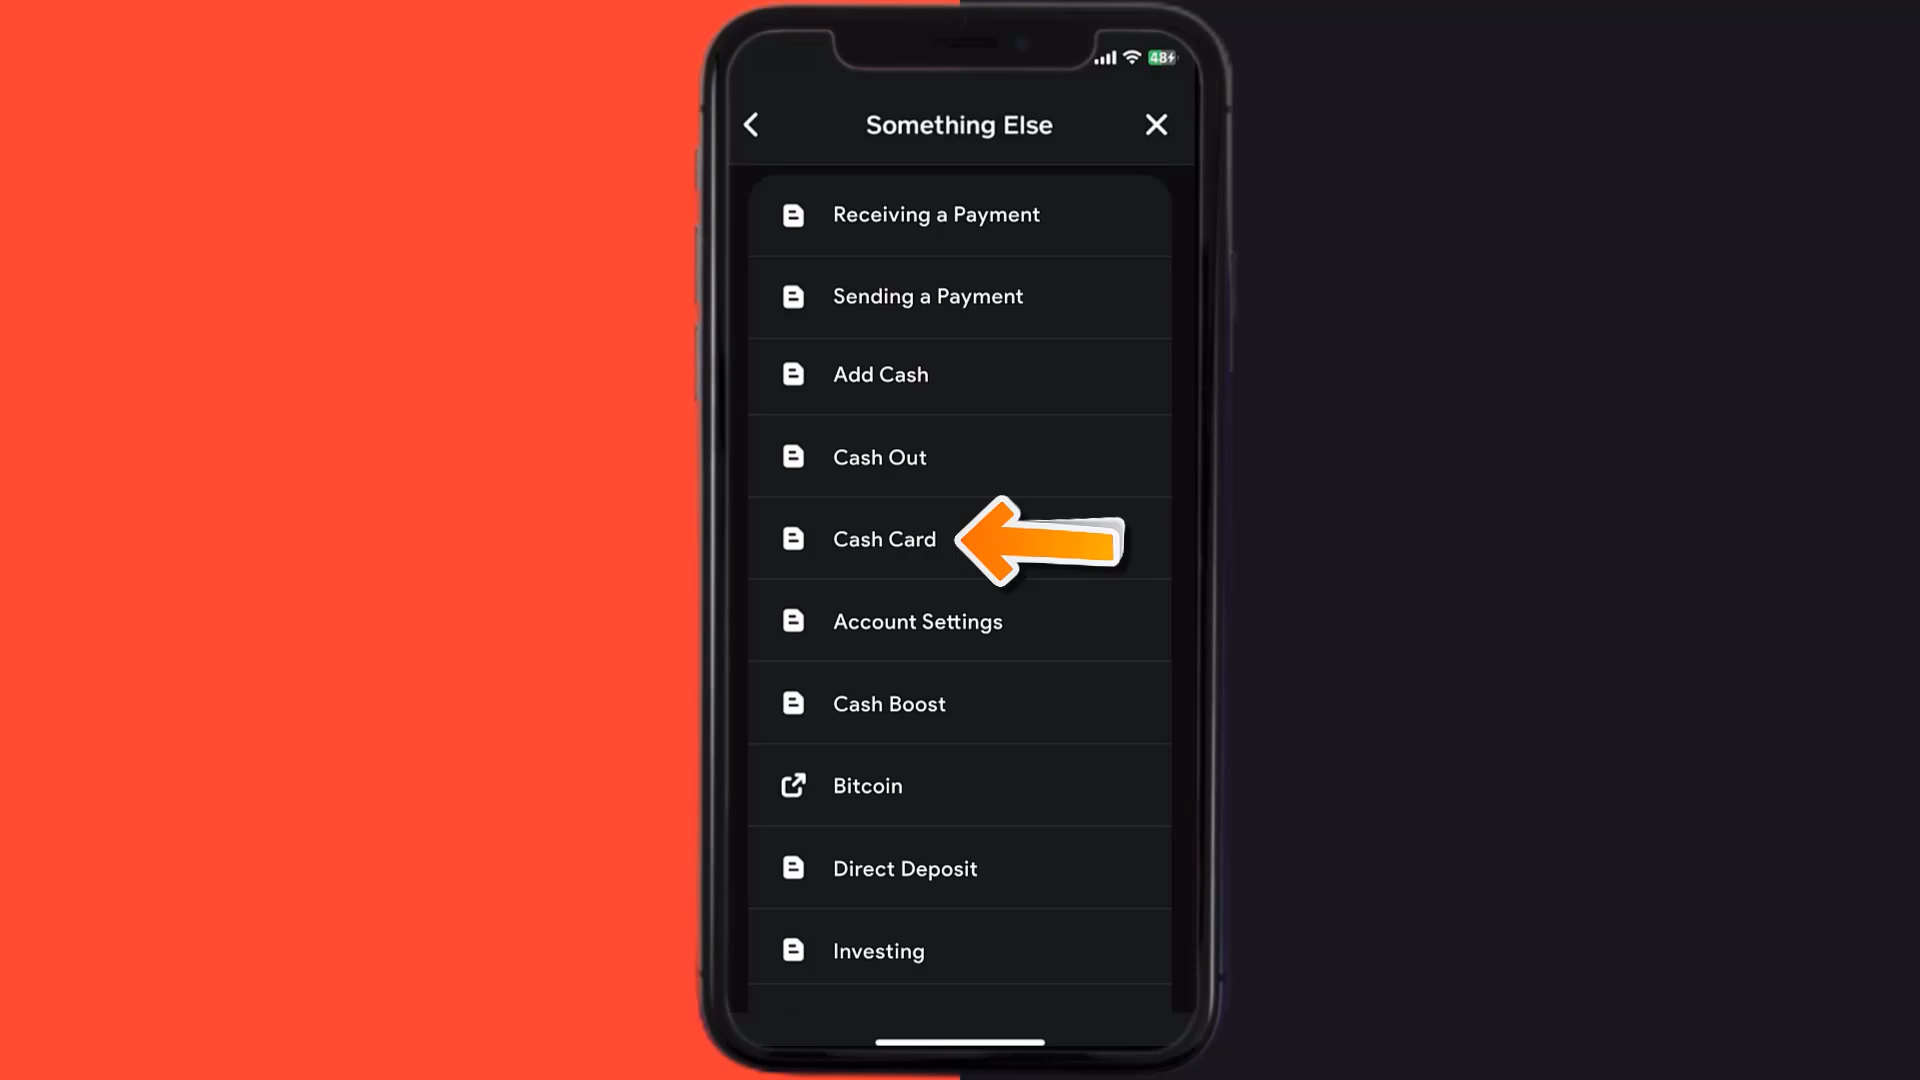 48
Something Else
Receiving a Payment
Sending a Payment
Add Cash
Cash Out
Cash Card
Account Settings
Cash Boost
Bitcoin
Direct Deposit
Investing